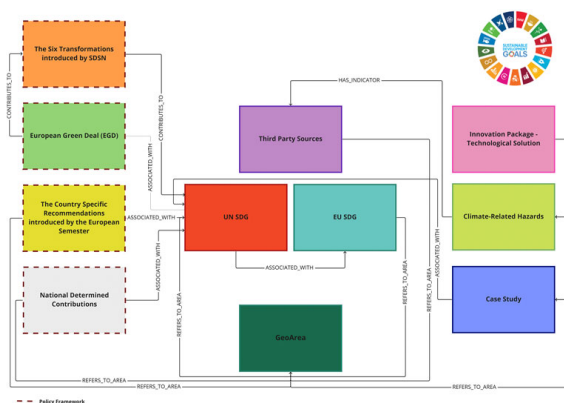 The Six Transformations
introduced by SDSN
CONTRIBUTES_TO
CONTRIBUTES_TO
SUSTAINABLE
DEVELOPMENT
GOALS
HAS_INDICATOR
European Green Deal (EGD)
ASSOCIATED_WITH
Third Party Sources
Innovation Package -
Technological Solution
The Country Specific
Recommendations
introduced by the European
Semester
ASSOCIATED_WITH
UN SDG
EU SDG
Climate-Related Hazards
ASSOCIATED_WITH
ASSOCIATED_WITH
ASSOCIATED_WITH
National Determined
Contributions
REFERS_TO_AREA
REFERS_TO_AREA
REFERS_TO_AREA
Case Study
GeoArea
REFERS_TO_AREA
REFERS_TO_AREA
REFERS_TO_AREA
Policy Framework